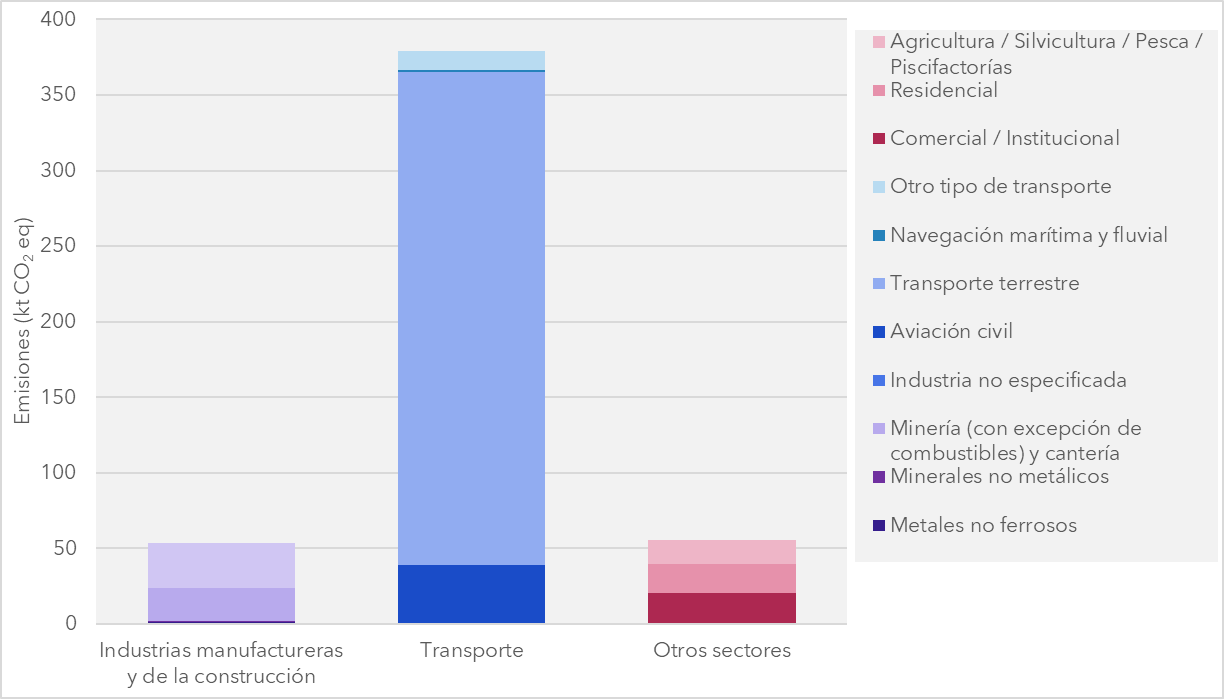 400
350
300
250
200
150
100
50
0
Emisiones (kt CO₂ eq)
Industrias manufactureras
y de la construcción
Transporte
Otros sectores
Agricultura / Silvicultura / Pesca /
Piscifactorías
Residencial
Comercial / Institucional
Otro tipo de transporte
Navegación marítima y fluvial
Transporte terrestre
Aviación civil
Industria no especificada
Minería (con excepción de
combustibles) y cantería
Minerales no metálicos
Metales no ferrosos